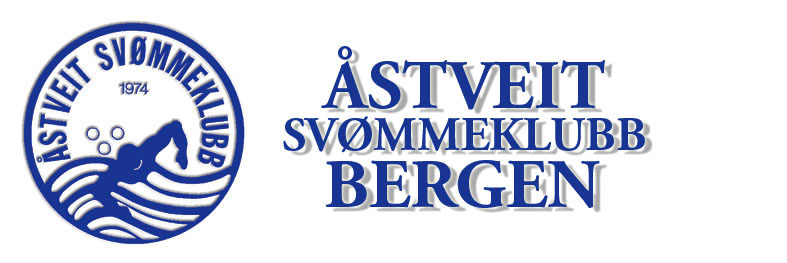 ÅSTVEIT SVØMMEKLUBB
1974
ÅSTVEIT
SVØMMEKLUBB
BERGEN